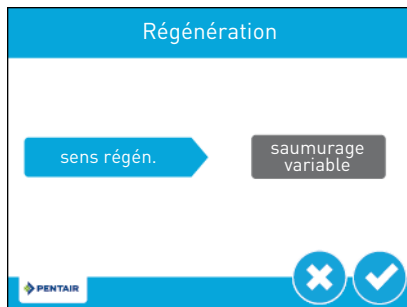 Régénération
sens régén.
saumurage
variable
PENTAIR